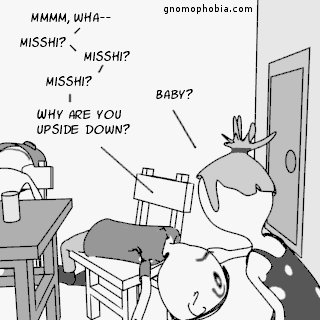 gnomophobia.com
MMMM, WHA--
MISSHI?
MISSHI?
MISSHI?
WHY ARE YOU
UPSIDE DOWN?
BABY?